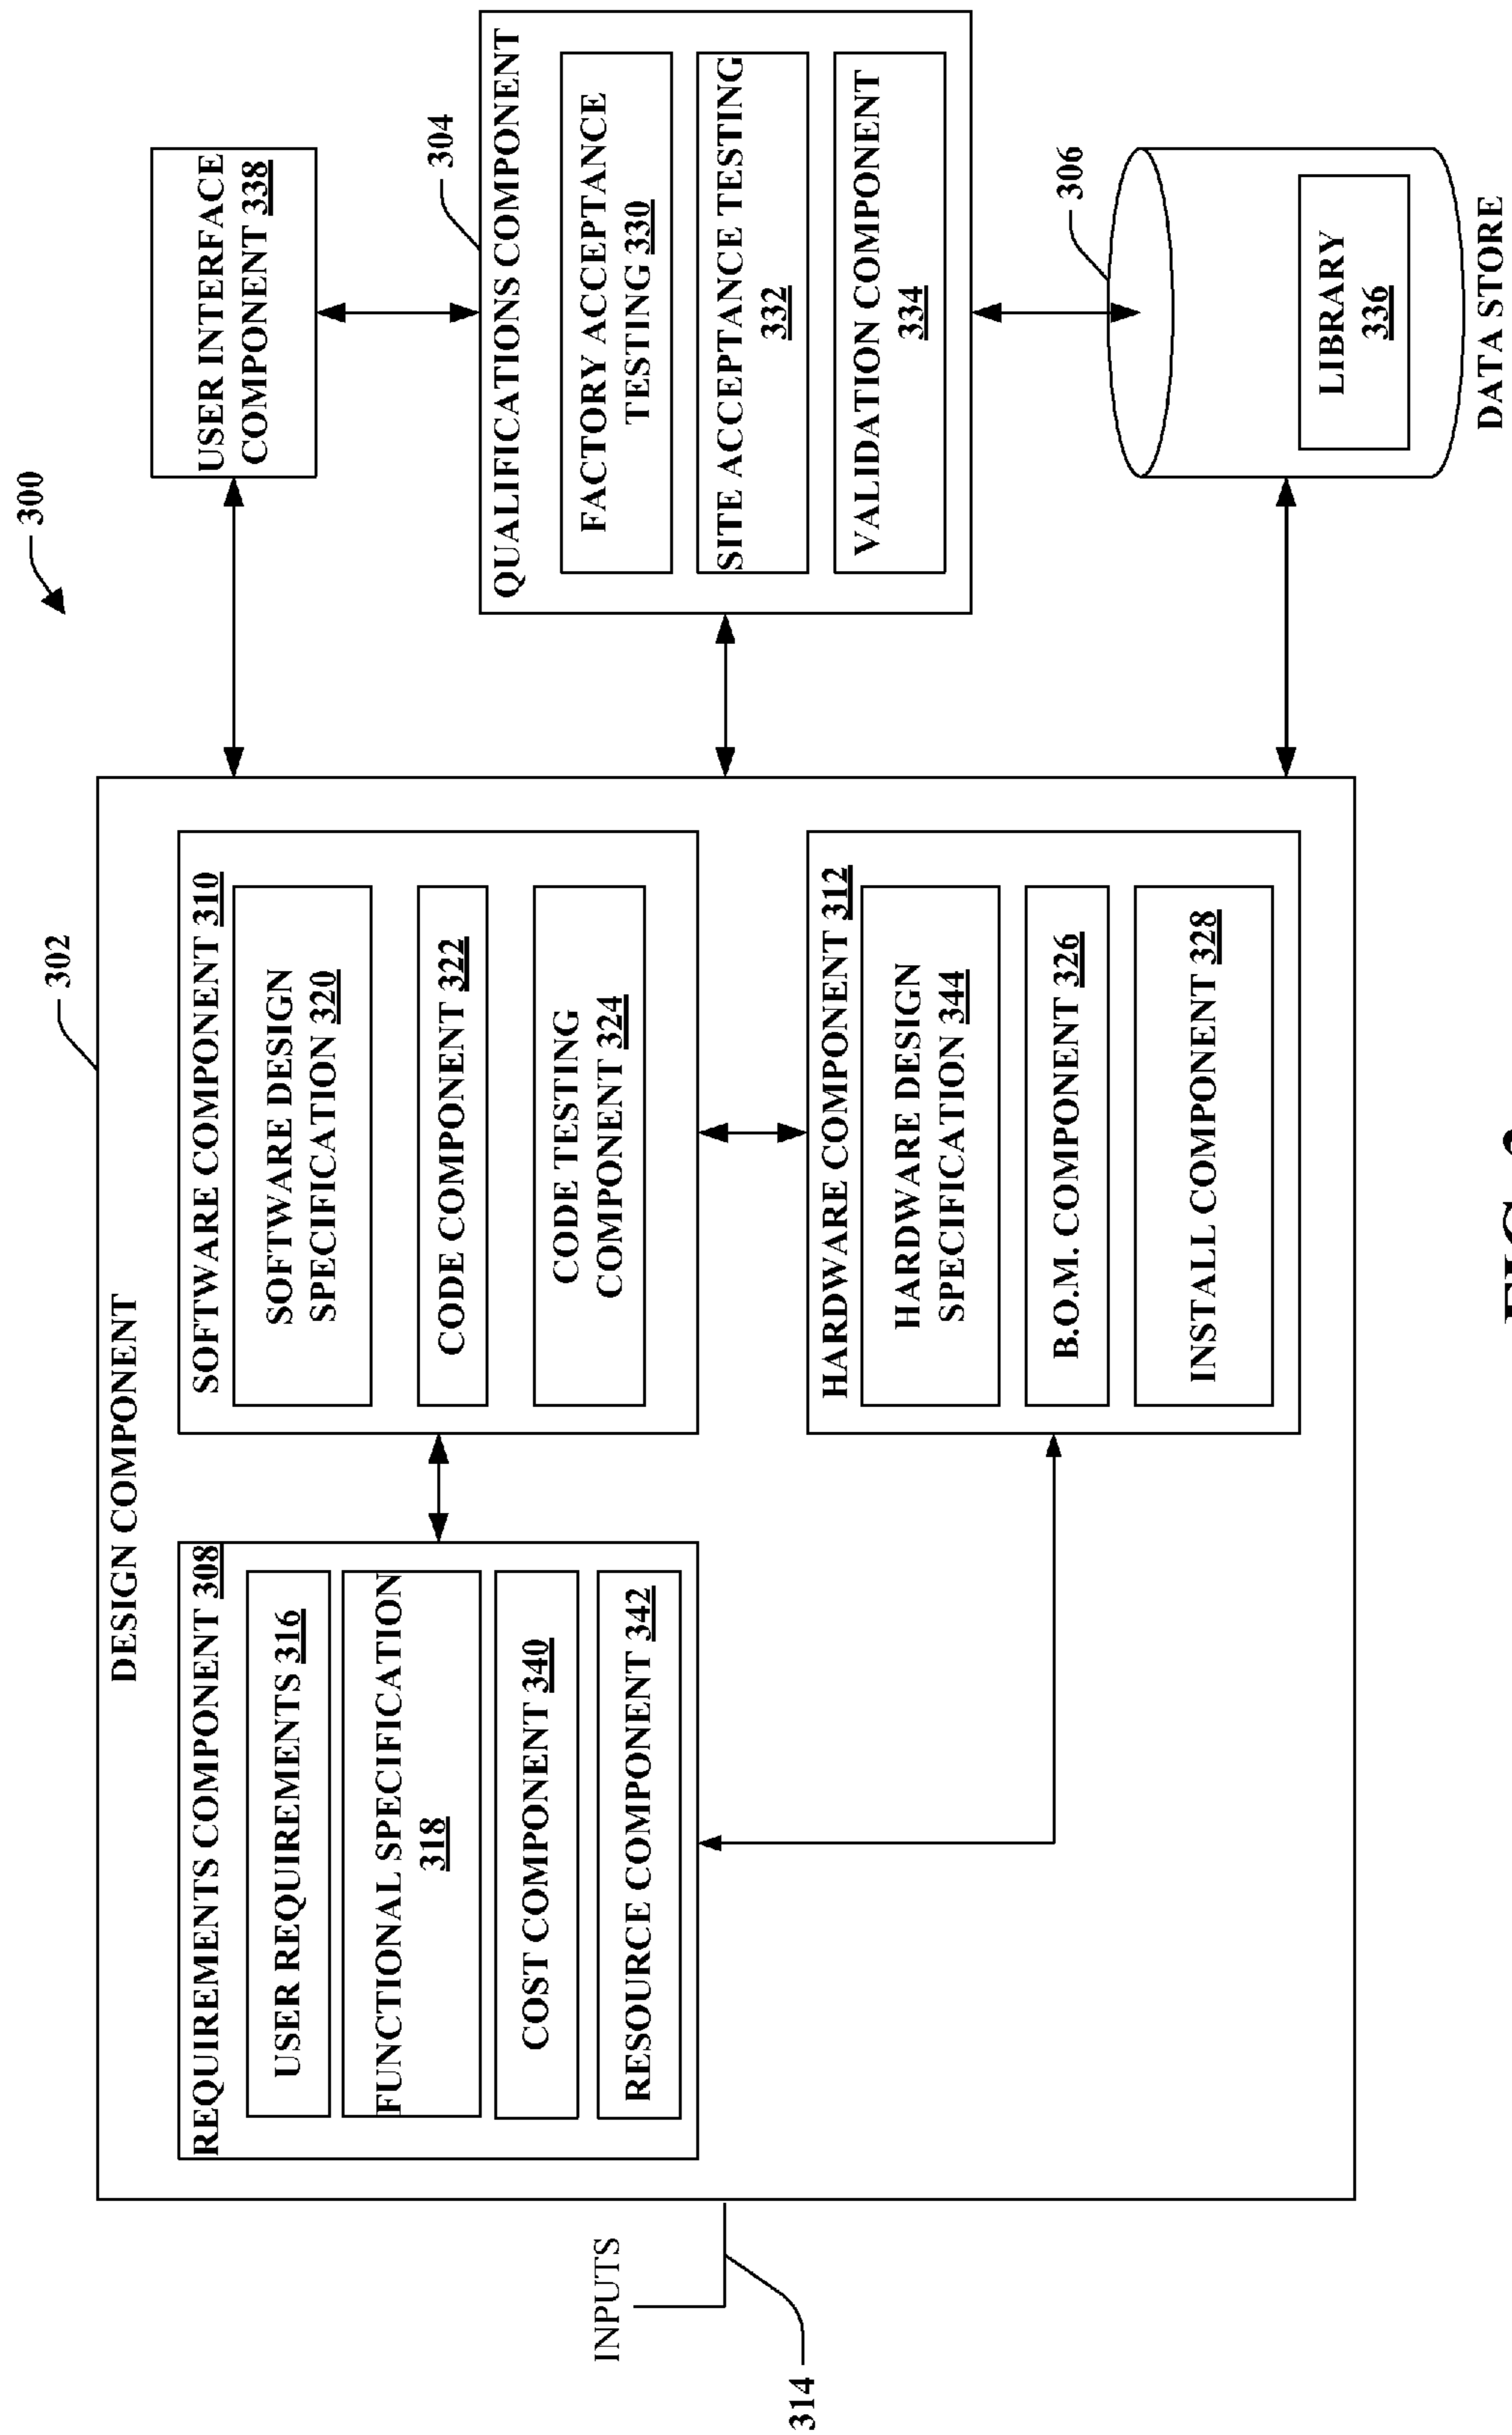 300
302
DESIGN COMPONENT
INPUTS
314
REQUIREMENTS COMPONENT 308
USER REQUIREMENTS 316
FUNCTIONAL SPECIFICATION
318
COST COMPONENT 340
RESOURCE COMPONENT 342
SOFTWARE COMPONENT 310
SOFTWARE DESIGN
SPECIFICATION 320
CODE COMPONENT 322
CODE TESTING
COMPONENT 324
HARDWARE COMPONENT 312
HARDWARE DESIGN
SPECIFICATION 344
B.O.M. COMPONENT 326
INSTALL COMPONENT 328
USER INTERFACE
COMPONENT 338
304
QUALIFICATIONS COMPONENT
FACTORY ACCEPTANCE
TESTING 330
SITE ACCEPTANCE TESTING
332
VALIDATION COMPONENT
334
306
LIBRARY
336
DATA STORE